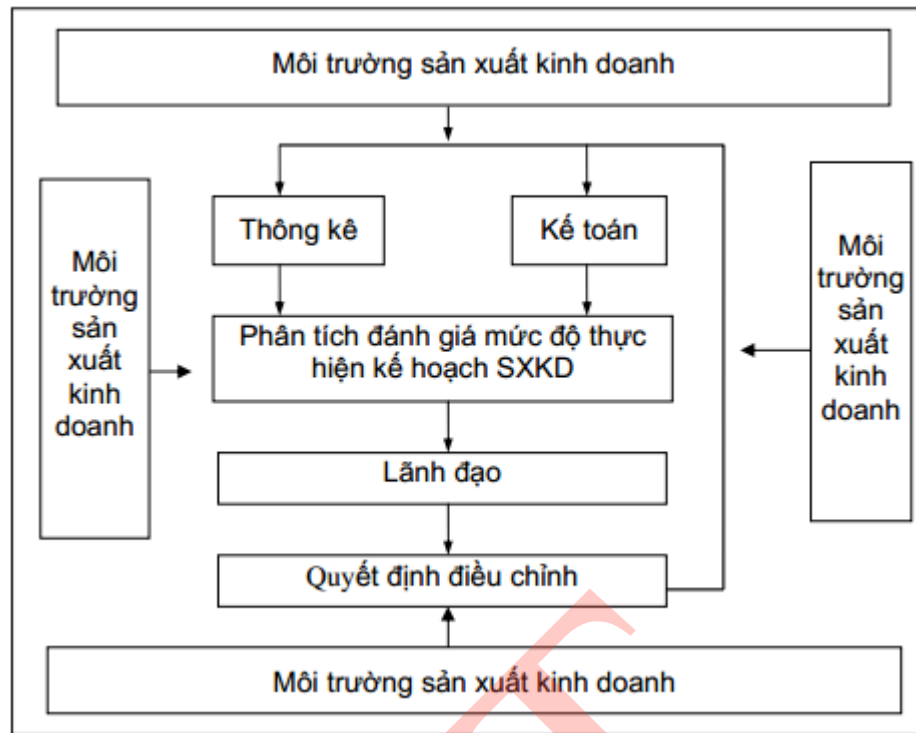 Môi trường sản xuất kinh doanh
Thông kê
Kế toán
Môi
trường
sản
xuất
kinh
doanh
Phân tích đánh giá mức độ thực
hiện kế hoạch SXKD
Môi
trường
sản
xuất
kinh
doanh
Lãnh đạo
Quyết định điều chỉnh
Môi trường sản xuất kinh doanh